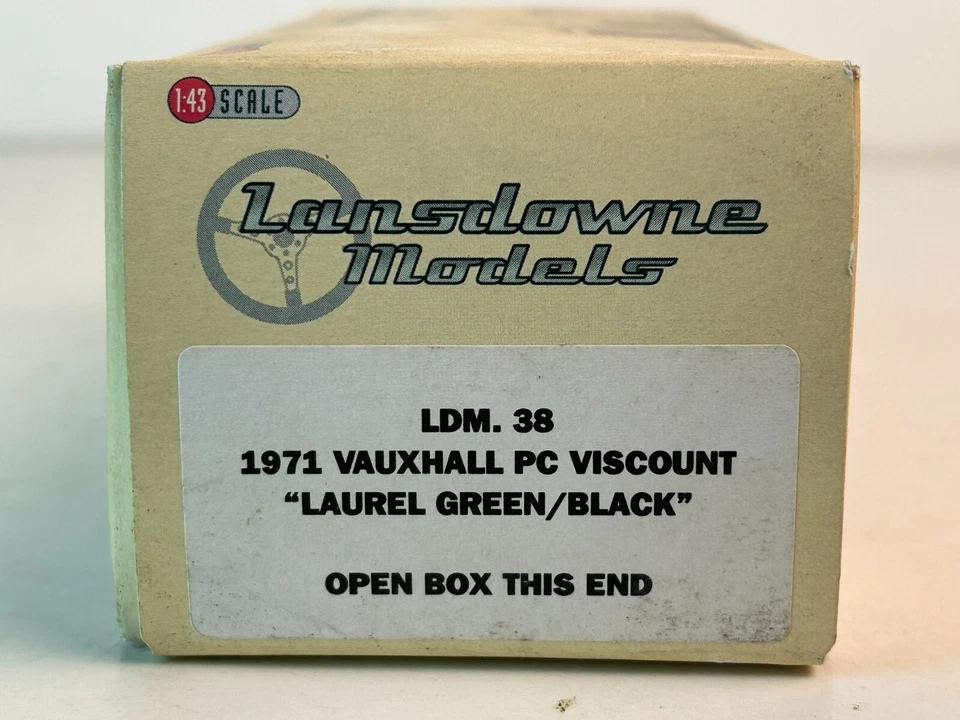 1:43 SCALE
Lansdowne
Models
LDM. 38
1971 VAUXHALL PC VISCOUNT
“LAUREL GREEN/BLACK”
OPEN BOX THIS END